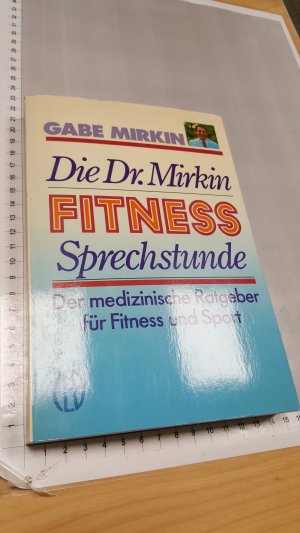 GABE MIRKIN
Die Dr. Mirkin
FITNESS
Sprechstunde
Der medizinische Ratgeber
für Fitness und Sport